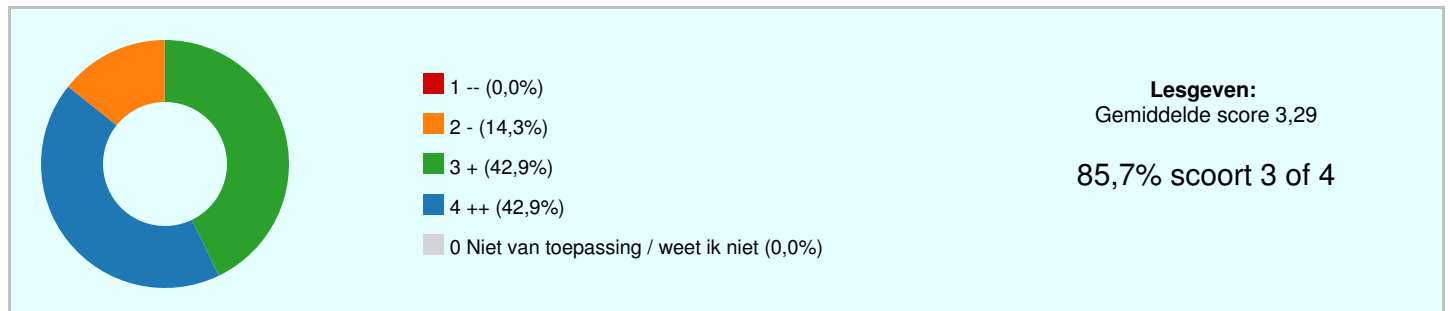 1 -- (0,0%)
2 - (14,3%)
3 + (42,9%)
4 ++ (42,9%)
0 Niet van toepassing / weet ik niet (0,0%)
Lesgeven:
Gemiddelde score 3,29
85,7% scoort 3 of 4